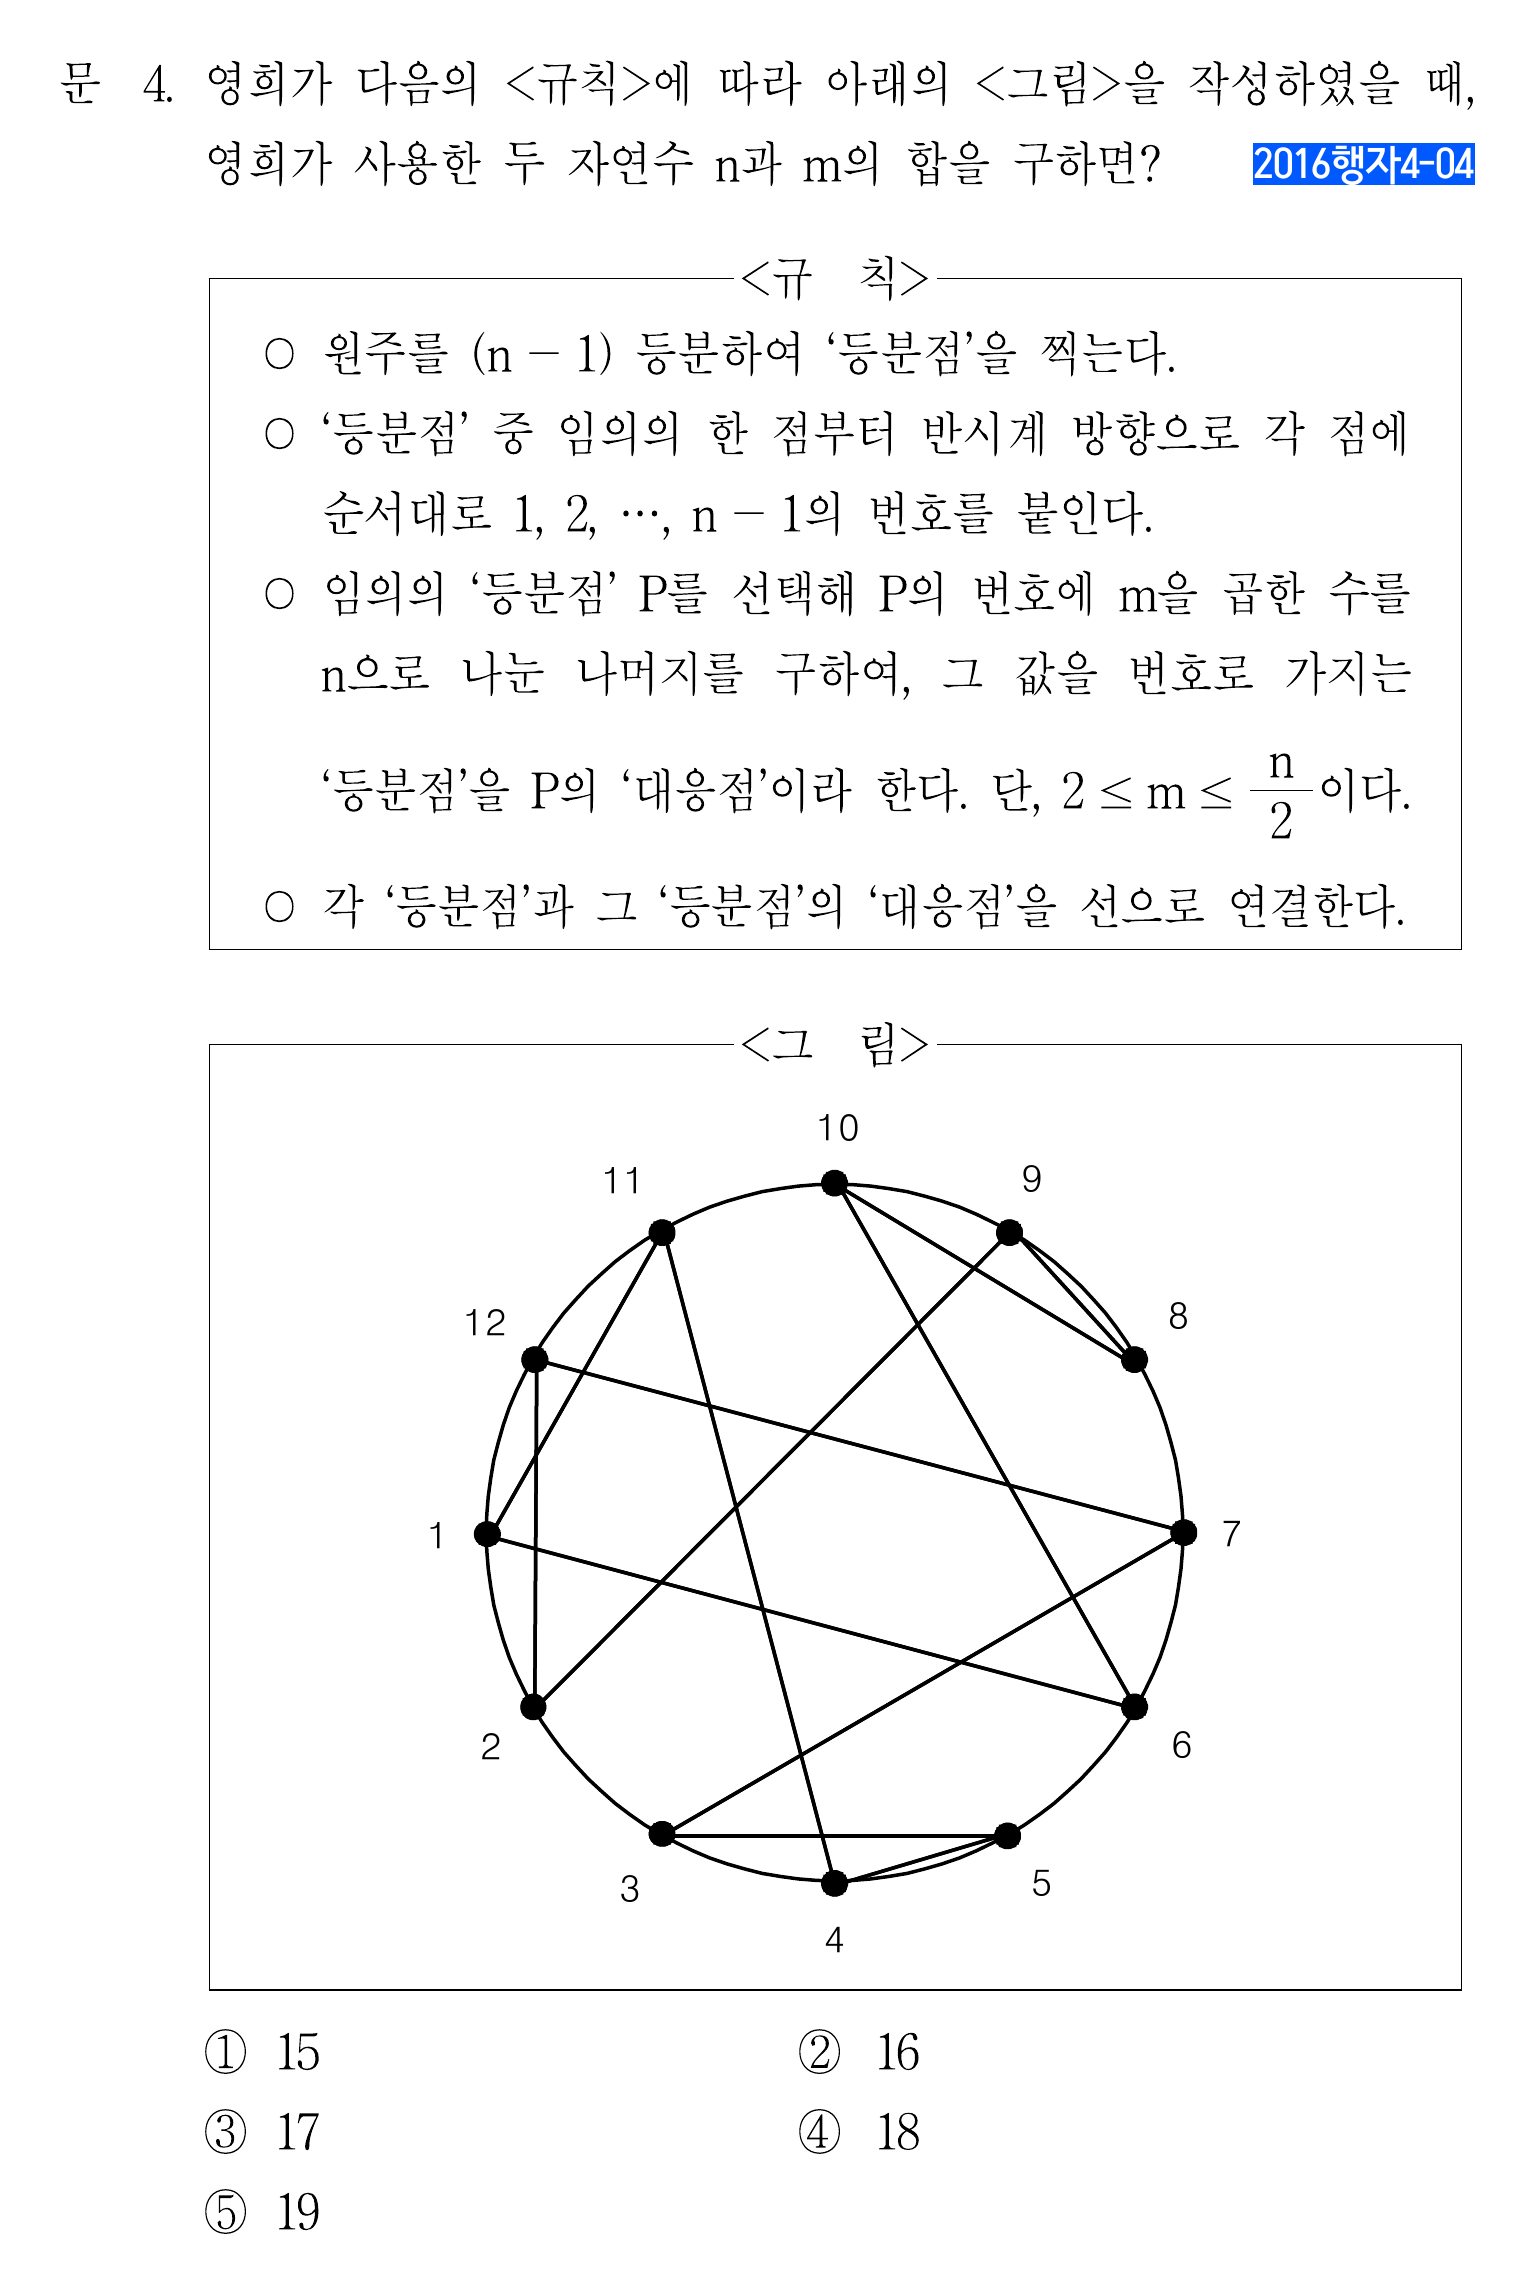 문 4. 영희가 다음의 <규칙>에 따라 아래의 <그림>을 작성하였을 때,
영희가 사용한 두 자연수 n과 m의 합을 구하면? 2016행자4-04
<규 칙>
○ 원주를 (n - 1) 등분하여 ‘등분점’을 찍는다.
○ ‘등분점’ 중 임의의 한 점부터 반시계 방향으로 각 점에
순서대로 1, 2, …, n - 1의 번호를 붙인다.
○ 임의의 ‘등분점’ P를 선택해 P의 번호에 m을 곱한 수를
n으로 나눈 나머지를 구하여, 그 값을 번호로 가지는
‘등분점’을 P의 ‘대응점’이라 한다. 단, 2 ≤ m ≤ n/2 이다.
○ 각 ‘등분점’과 그 ‘등분점’의 ‘대응점’을 선으로 연결한다.
<그 림>
10
11 9
12 8
1 7
2 6
3 5
4
① 15 ② 16
③ 17 ④ 18
⑤ 19